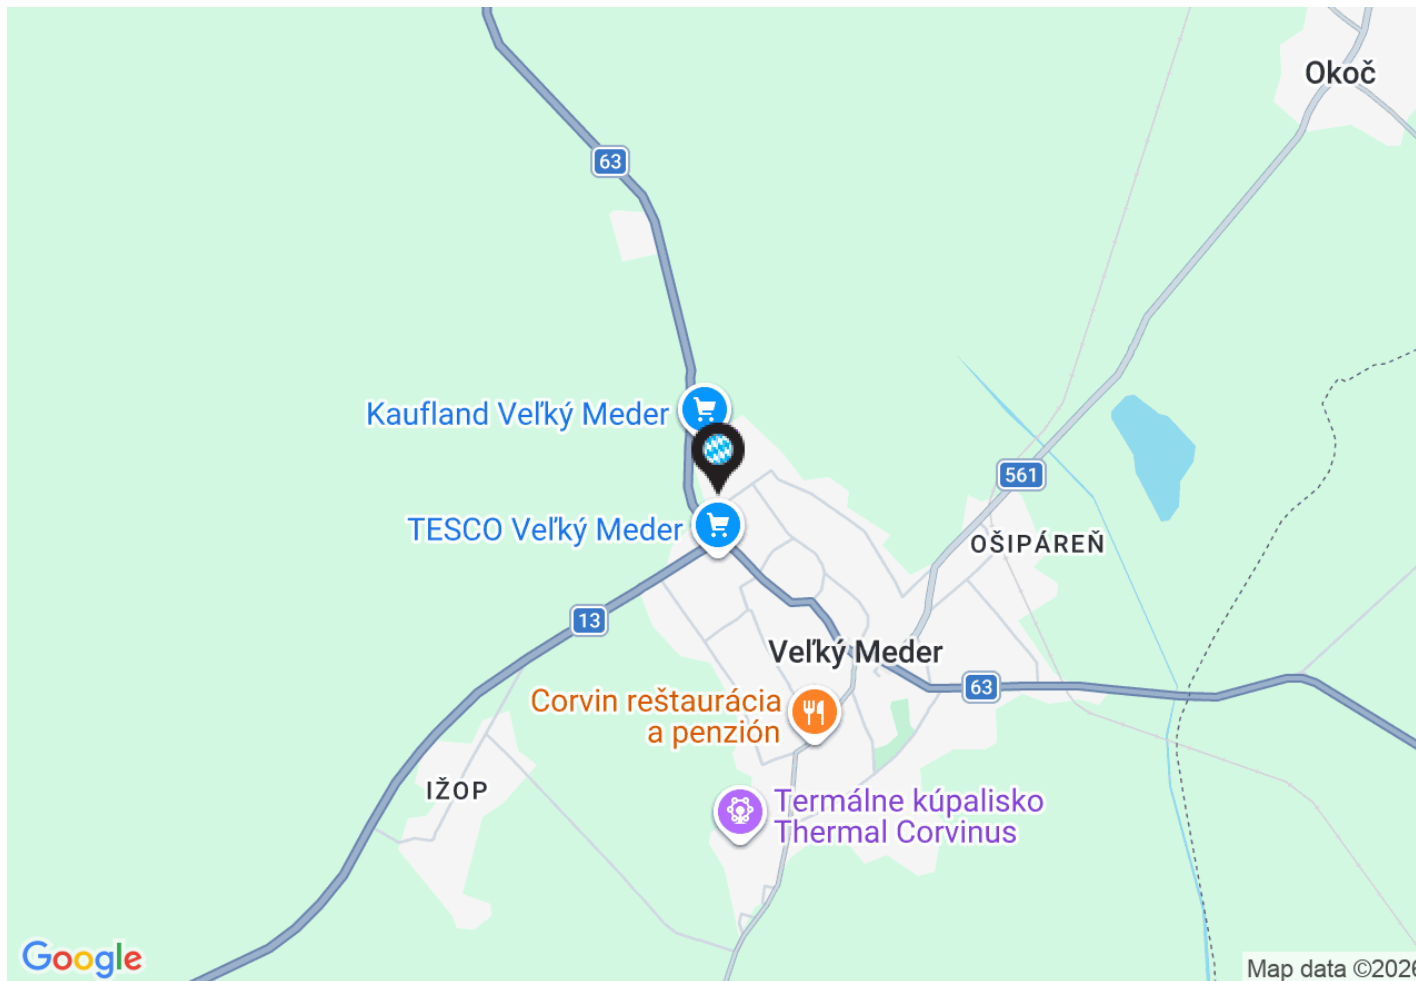 Okoč
63
Kaufland Veľký Meder
561
TESCO Veľký Meder
OŠIPÁREŇ
13
Veľký Meder
63
Corvin reštaurácia
a penzión
IŽOP
Termálne kúpalisko
Thermal Corvinus
Google
Map data ©2026